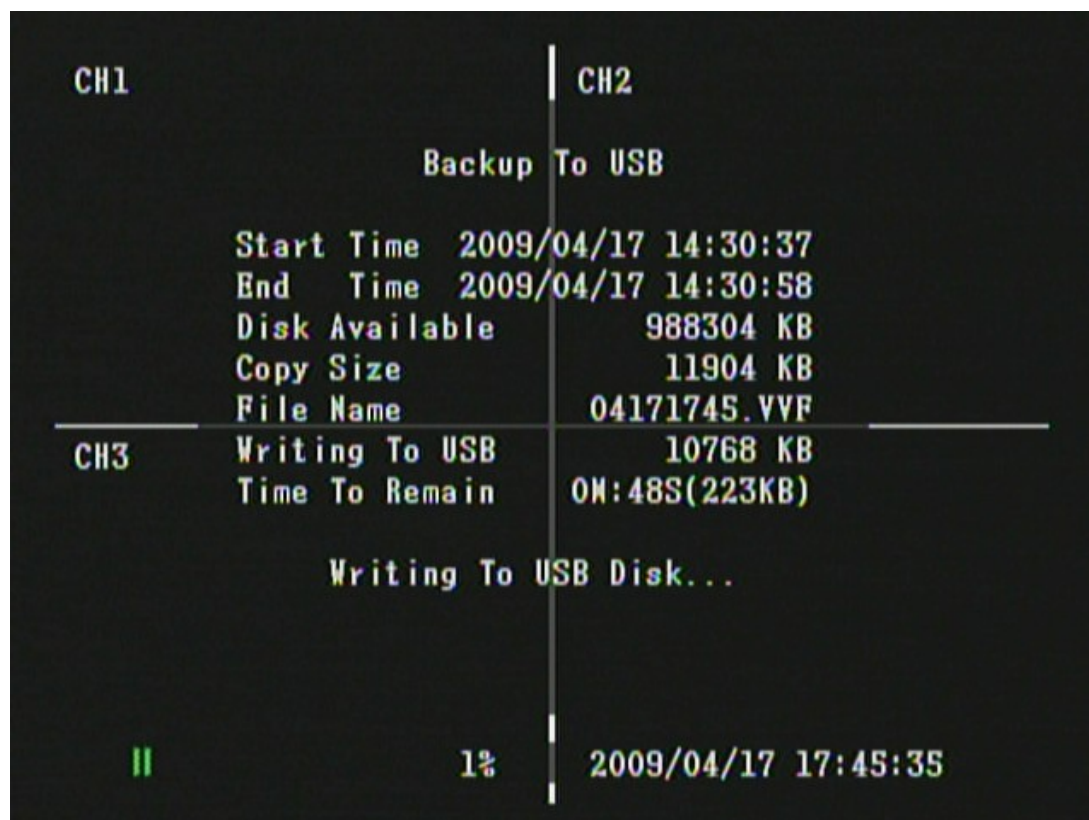 CH1 CH2
Backup To USB
Start Time 2009/04/17 14:30:37
End Time 2009/04/17 14:30:58
Disk Available 988304 KB
Copy Size 11904 KB
File Name 04171745.VVF
CH3 Writing To USB 10768 KB
Time To Remain 0M:48S(223KB)
Writing To USB Disk...
1% 2009/04/17 17:45:35